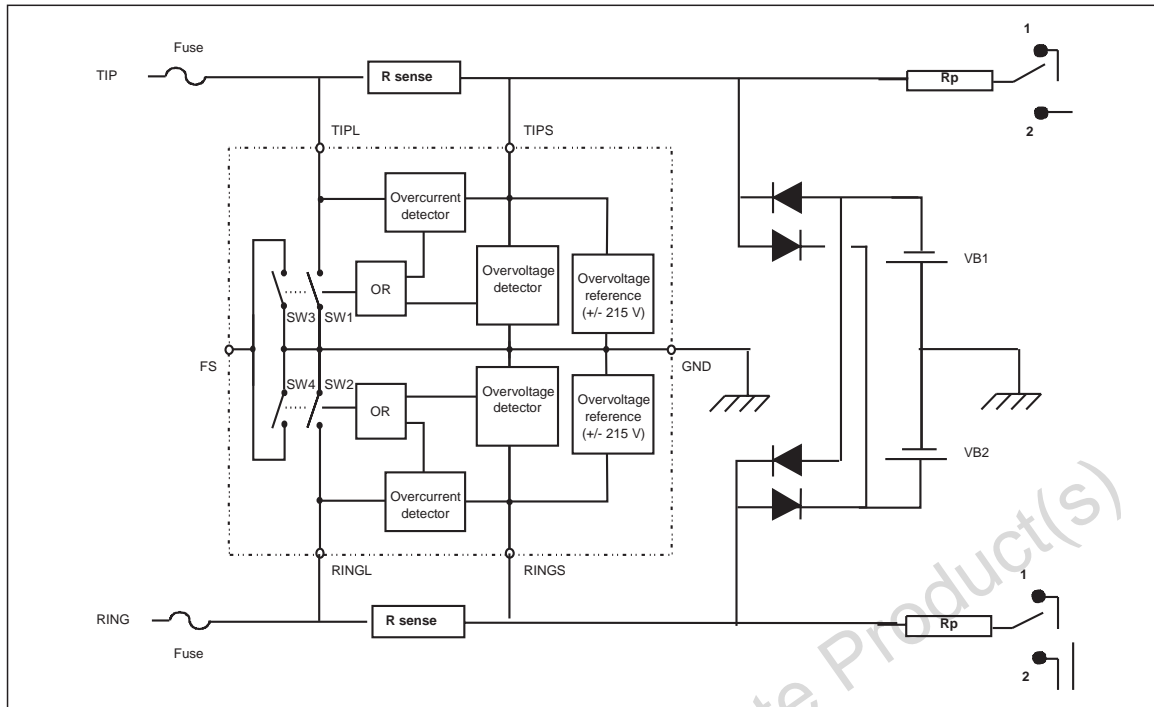 Fuse
TIP
R sense
Rp
1
2
TIPL
TIPS
Overcurrent
detector
OR
Overvoltage
detector
Overvoltage
reference
(+/- 215 V)
SW3
SW1
VB1
FS
GND
SW4
SW2
OR
Overvoltage
detector
Overvoltage
reference
(+/- 215 V)
Overcurrent
detector
VB2
RINGL
RINGS
RING
Fuse
R sense
Rp
1
2
Product(s)